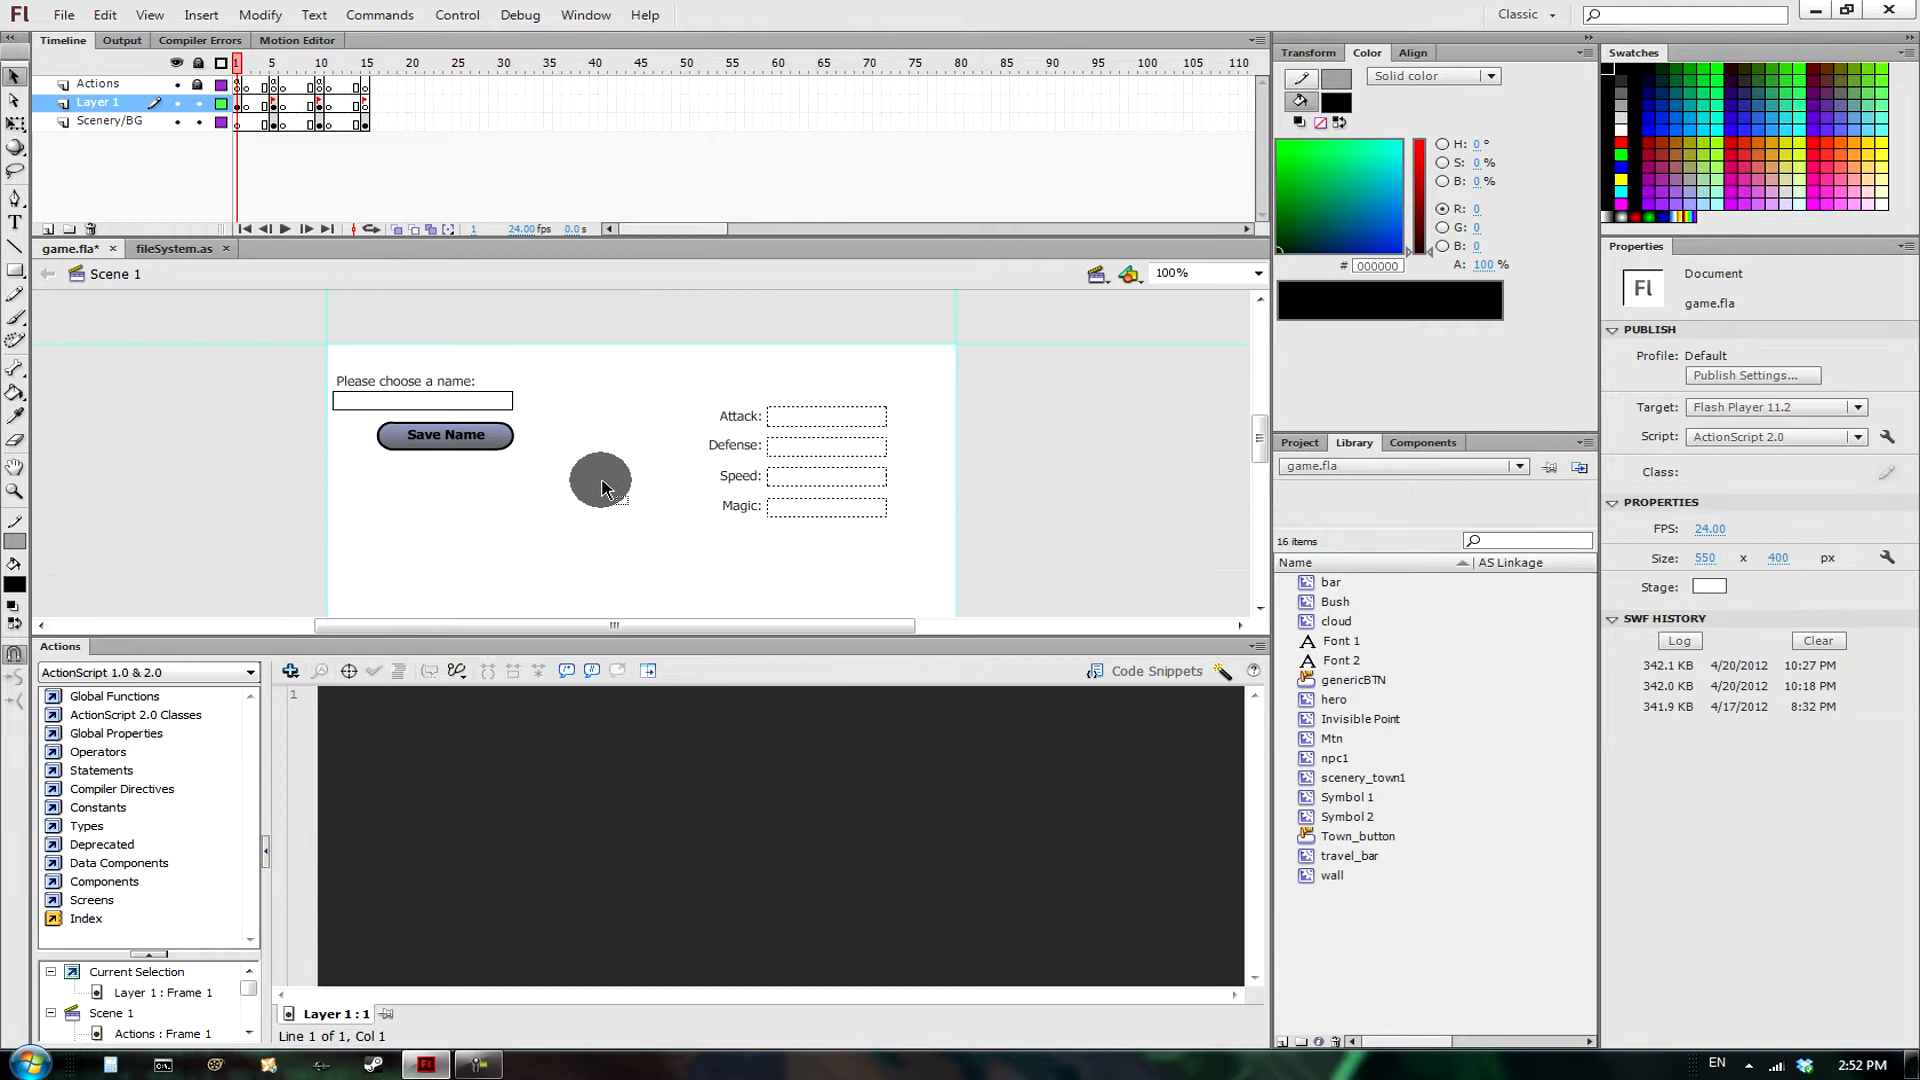 Fl File Edit View Insert Modify Text Commands Control Debug Window Help Classic
Timeline Output Compiler Errors Motion Editor
1 5 10 15 20 25 30 35 40 45 50 55 60 65 70 75 80 85 90 95 100 105 110
Actions
Layer 1
Scenery/BG
1 24.00 fps 0.0 s
game.fla* fileSystem.as
Scene 1
100%
Please choose a name:
Save Name
Attack:
Defense:
Speed:
Magic:
Actions
ActionScript 1.0 & 2.0
Code Snippets
Global Functions
ActionScript 2.0 Classes
Global Properties
Operators
Statements
Compiler Directives
Constants
Types
Deprecated
Data Components
Components
Screens
Index
Current Selection
Layer 1 : Frame 1
Scene 1
Actions : Frame 1
1
Layer 1 : 1
Line 1 of 1, Col 1
Transform Color Align
Solid color
H: 0 °
S: 0 %
B: 0 %
R: 0
G: 0
B: 0
# 000000 A: 100 %
Project Library Components
game.fla
16 items
Name AS Linkage
bar
Bush
cloud
Font 1
Font 2
genericBTN
hero
Invisible Point
Mtn
npc1
scenery_town1
Symbol 1
Symbol 2
Town_button
travel_bar
wall
Swatches
Properties
Fl Document
game.fla
PUBLISH
Profile: Default
Publish Settings...
Target: Flash Player 11.2
Script: ActionScript 2.0
Class:
PROPERTIES
FPS: 24.00
Size: 550 x 400 px
Stage:
SWF HISTORY
Log Clear
342.1 KB 4/20/2012 10:27 PM
342.0 KB 4/20/2012 10:18 PM
341.9 KB 4/17/2012 8:32 PM
Fl EN 2:52 PM